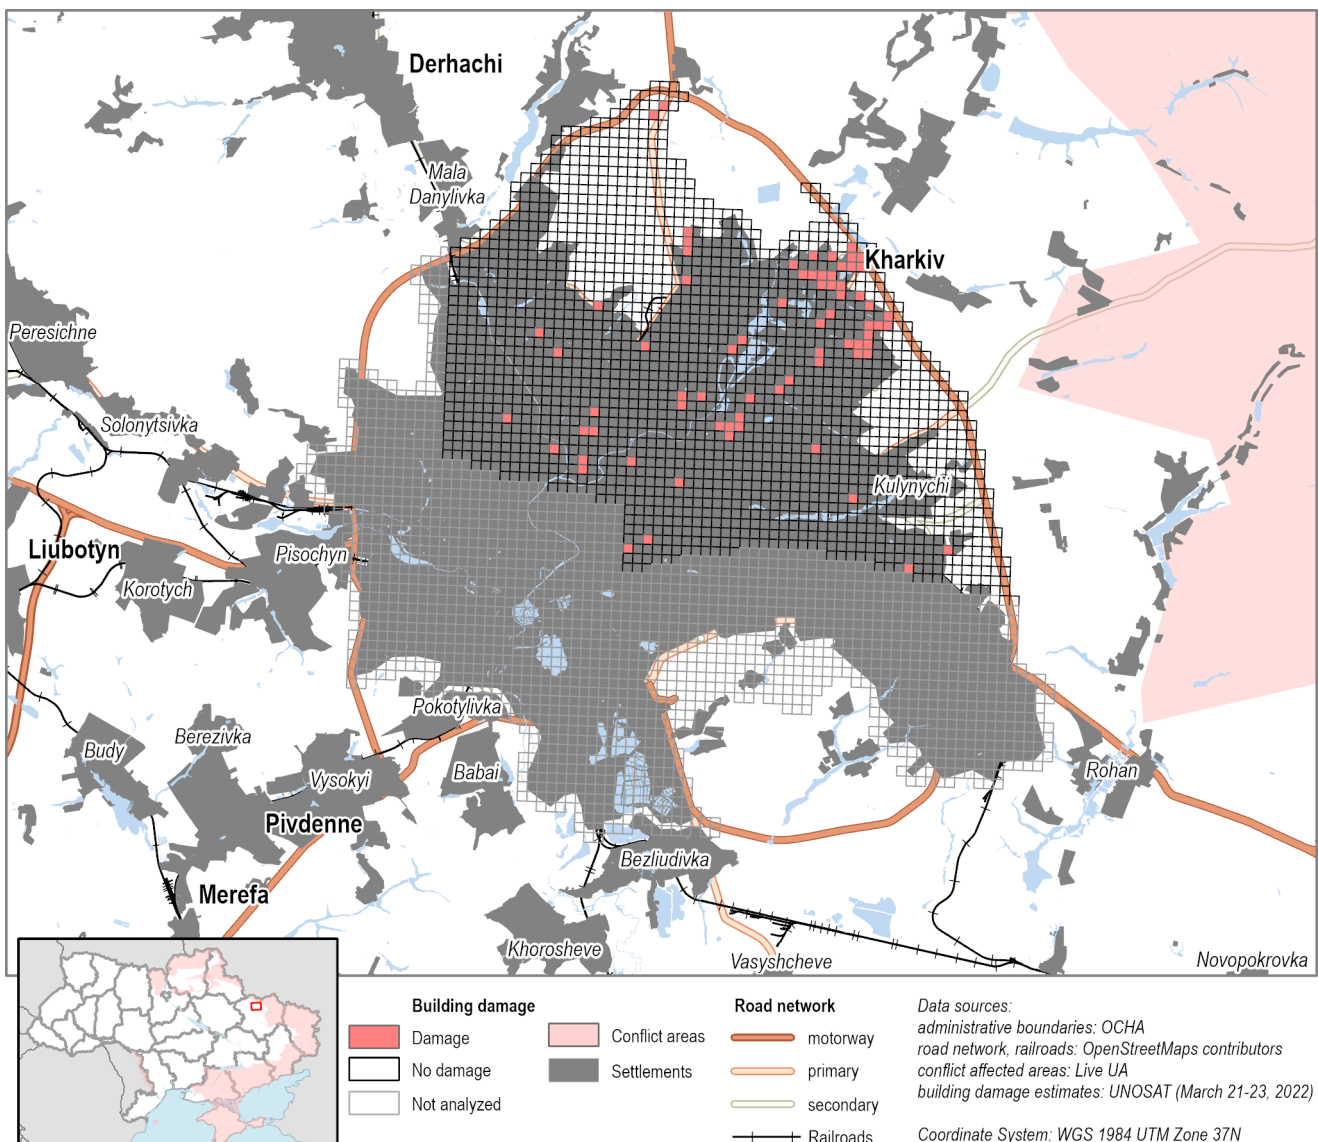 Derhachi
Mala
Danylivka
Kharkiv
Peresichne
Solonytsivka
Kulynychi
Liubotyn
Pisochyn
Korotych
Pokotylivka
Berezivka
Budy
Vysokyi
Babai
Rohan
Pivdenne
Bezliudivka
Merefa
Khorosheve
Vasyshcheve
Novopokrovka
Building damage
Damage
No damage
Not analyzed
Conflict areas
Settlements
Road network
motorway
primary
secondary
Railroads
Data sources:
administrative boundaries: OCHA
road network, railroads: OpenStreetMaps contributors
conflict affected areas: Live UA
building damage estimates: UNOSAT (March 21-23, 2022)
Coordinate System: WGS 1984 UTM Zone 37N